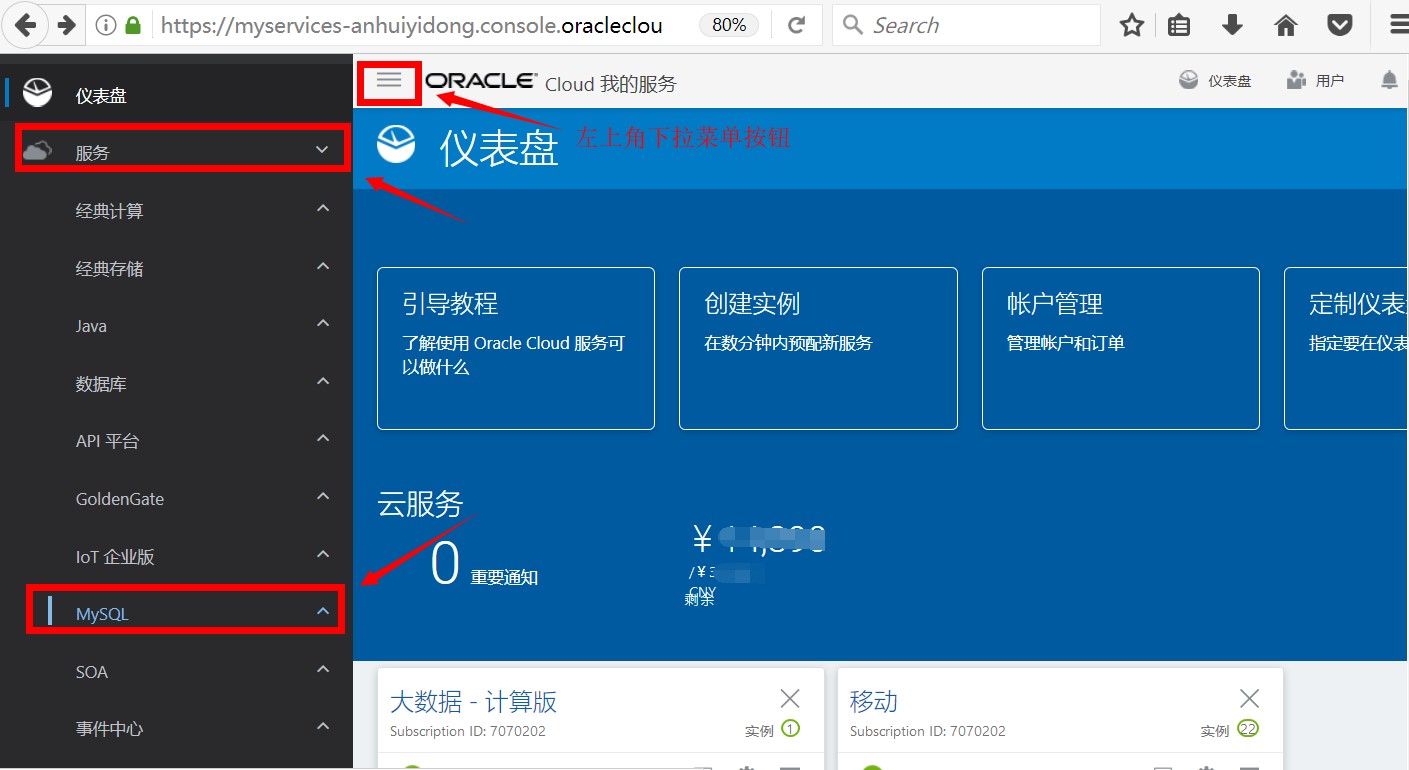 https://myservices-anhuiyidong.console.oracleclou
80%
Search
仪表盘
服务
经典计算
经典存储
Java
数据库
API 平台
GoldenGate
IoT 企业版
MySQL
SOA
事件中心
ORACLE Cloud 我的服务
仪表盘
用户
仪表盘
左上角下拉菜单按钮
引导教程
了解使用 Oracle Cloud 服务可
以做什么
创建实例
在数分钟内预配新服务
帐户管理
管理帐户和订单
定制仪表
指定要在仪表
云服务
0 重要通知
¥
/ ¥
CNY
剩余
大数据 - 计算版
Subscription ID: 7070202
实例 1
移动
Subscription ID: 7070202
实例 22